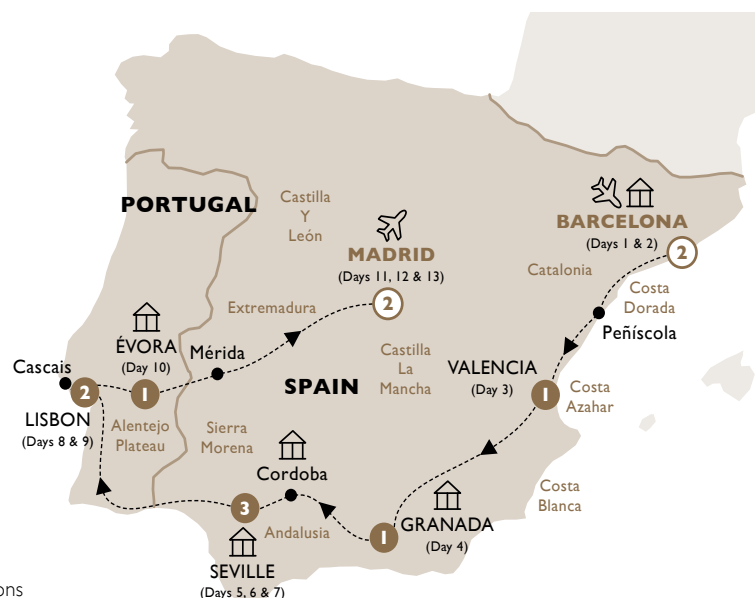 PORTUGAL
Castilla
Y
León
MADRID
(Days 11, 12 & 13)
2
BARCELONA
(Days 1 & 2)
2
Catalonia
Costa
Dorada
Peñíscola
Extremadura
ÉVORA
(Day 10)
Mérida
Cascais
2
1
LISBON
(Days 8 & 9)
Alentejo
Plateau
SPAIN
Castilla
La
Mancha
VALENCIA
(Day 3)
1
Costa
Azahar
Sierra
Morena
Cordoba
3
Andalusia
SEVILLE
(Days 5, 6 & 7)
1
GRANADA
(Day 4)
Costa
Blanca
ons